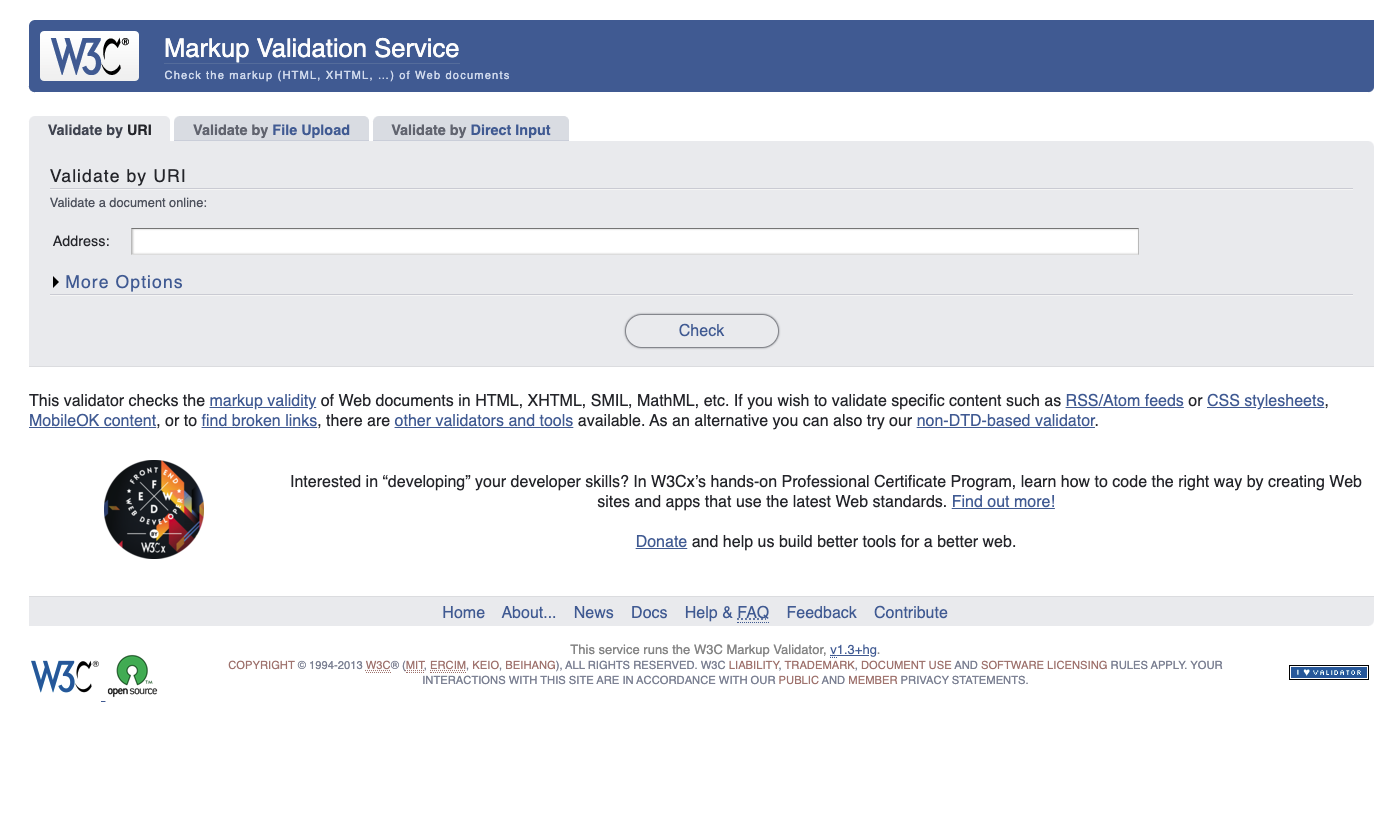 W3C®
Markup Validation Service
Check the markup (HTML, XHTML, …) of Web documents
Validate by URI
Validate by File Upload
Validate by Direct Input
Validate by URI
Validate a document online:
Address:
More Options
Check
This validator checks the markup validity of Web documents in HTML, XHTML, SMIL, MathML, etc. If you wish to validate specific content such as RSS/Atom feeds or CSS stylesheets,
MobileOK content, or to find broken links, there are other validators and tools available. As an alternative you can also try our non-DTD-based validator.
FRONT END
F E W D
WEB DEVELOPER
BY
W3Cx
Interested in “developing” your developer skills? In W3Cx’s hands-on Professional Certificate Program, learn how to code the right way by creating Web
sites and apps that use the latest Web standards. Find out more!
Donate and help us build better tools for a better web.
Home About... News Docs Help & FAQ Feedback Contribute
W3C®
open source
This service runs the W3C Markup Validator, v1.3+hg.
COPYRIGHT © 1994-2013 W3C® (MIT, ERCIM, KEIO, BEIHANG), ALL RIGHTS RESERVED. W3C LIABILITY, TRADEMARK, DOCUMENT USE AND SOFTWARE LICENSING RULES APPLY. YOUR
INTERACTIONS WITH THIS SITE ARE IN ACCORDANCE WITH OUR PUBLIC AND MEMBER PRIVACY STATEMENTS.
I ♥ VALIDATOR